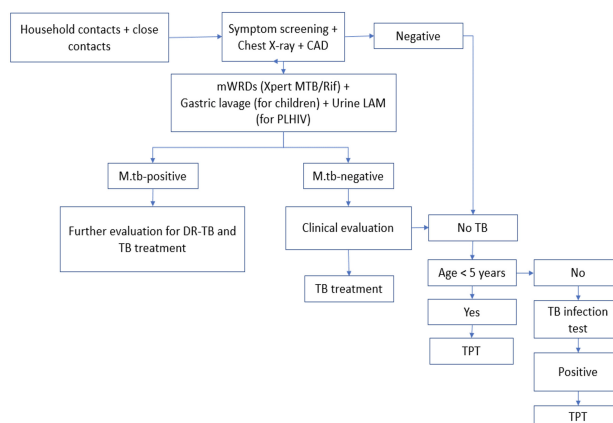 Household contacts + close
contacts
Symptom screening +
Chest X-ray + CAD
Negative
mWRDs (Xpert MTB/Rif) +
Gastric lavage (for children) + Urine LAM
(for PLHIV)
M.tb-positive
M.tb-negative
Further evaluation for DR-TB and
TB treatment
Clinical evaluation
No TB
TB treatment
Age < 5 years
No
Yes
TB infection
test
TPT
Positive
TPT